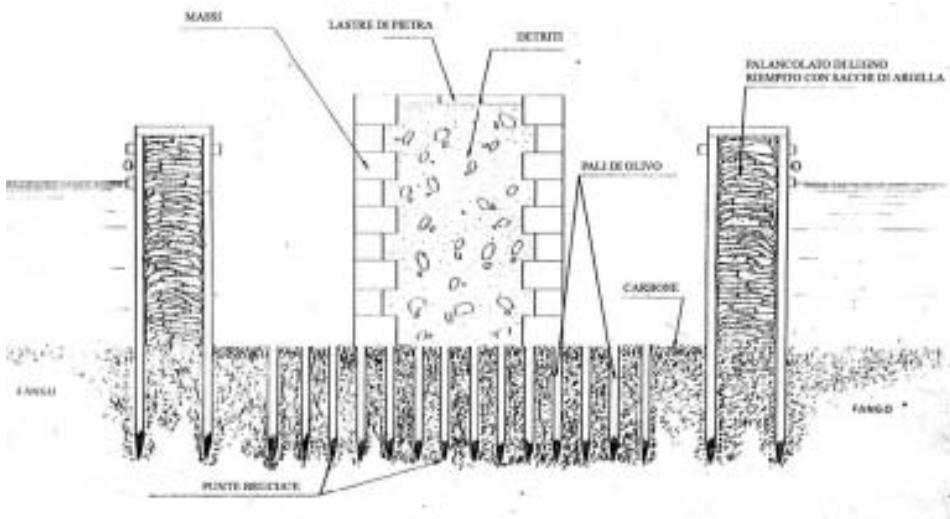 MASSI
LASTRE DI PIETRA
DETRITI
PALANCOLATO DI LEGNO
RIEMPITO CON SACCHI DI ARGILLA
PALI DI OLIVO
CARBONE
FANGO
FANGO
PUNTE